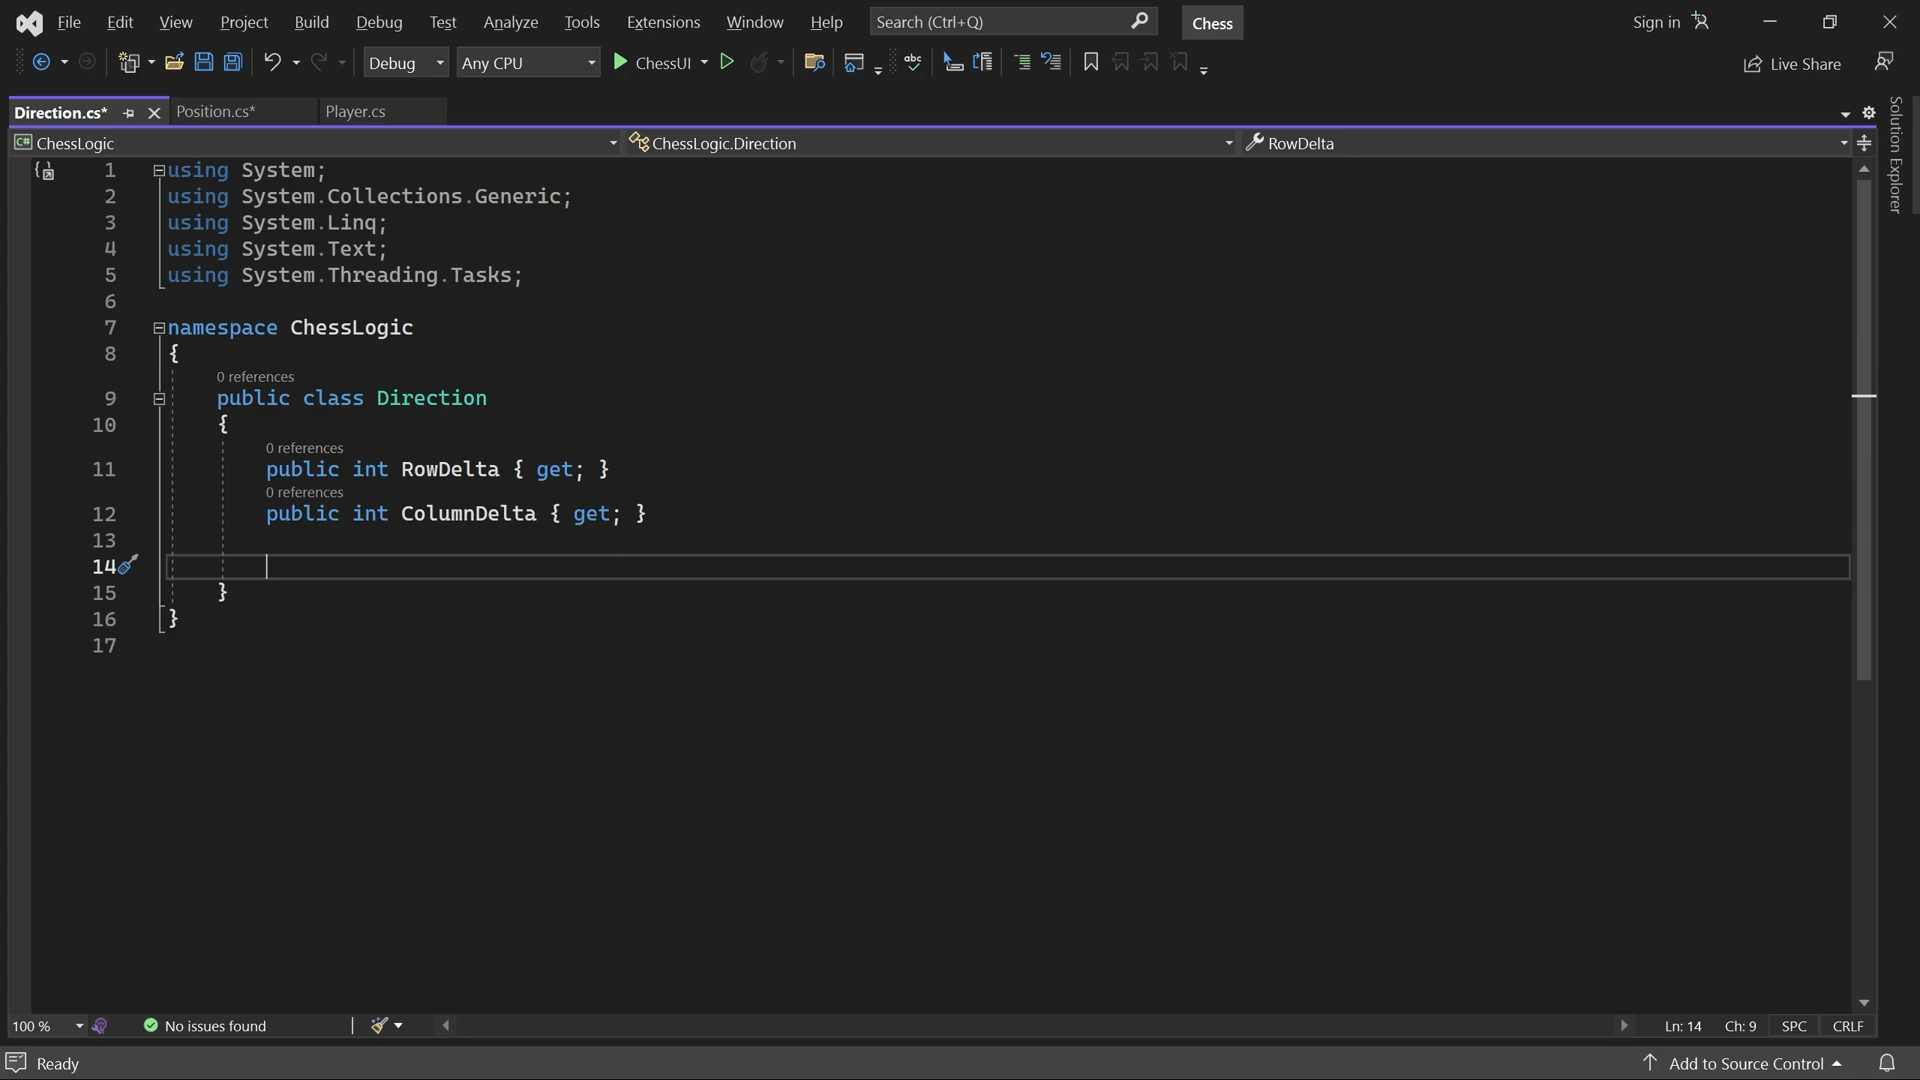 File Edit View Project Build Debug Test Analyze Tools Extensions Window Help Search (Ctrl+Q) Chess Sign in
Debug Any CPU ChessUI abc Live Share
Direction.cs* Position.cs* Player.cs
Solution Explorer
C# ChessLogic ChessLogic.Direction RowDelta
1 using System;
2 using System.Collections.Generic;
3 using System.Linq;
4 using System.Text;
5 using System.Threading.Tasks;
6
7 namespace ChessLogic
8 {
0 references
9 public class Direction
10 {
0 references
11 public int RowDelta { get; }
0 references
12 public int ColumnDelta { get; }
13
14
15 }
16 }
17
100 % No issues found Ln: 14 Ch: 9 SPC CRLF
Ready Add to Source Control